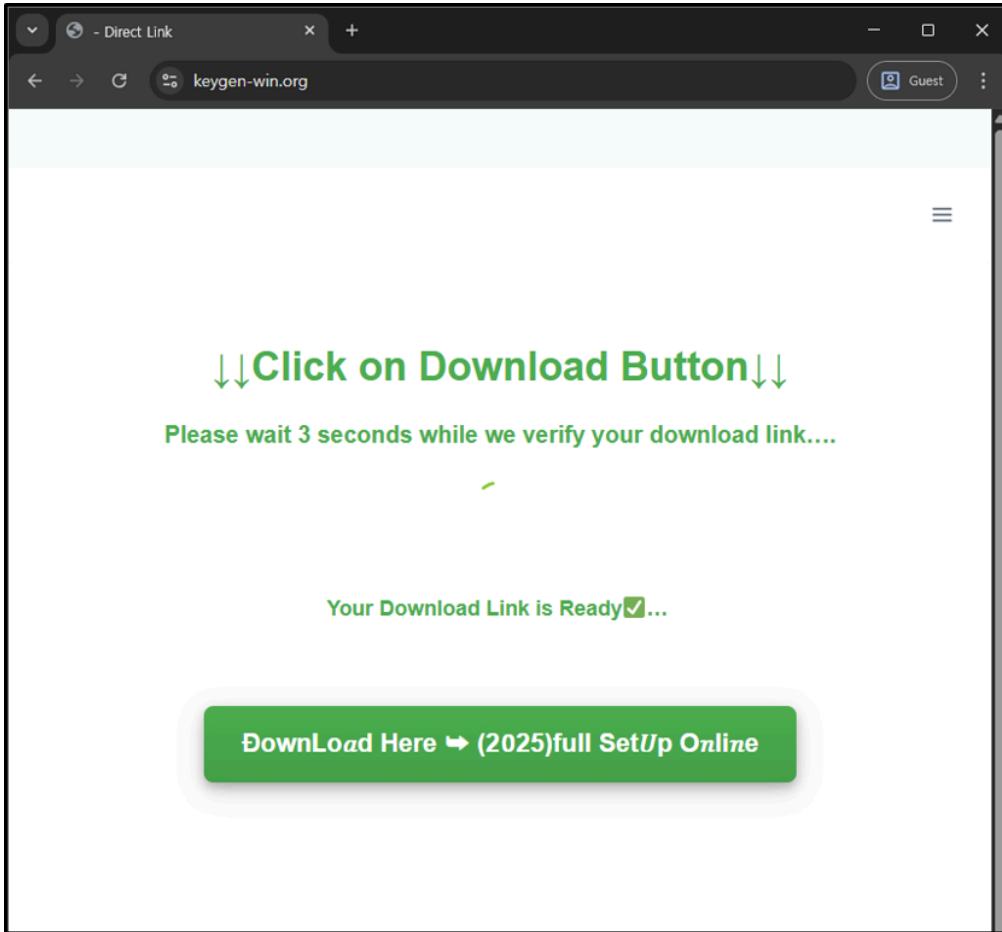 - Direct Link
keygen-win.org
Guest
↓↓Click on Download Button↓↓
Please wait 3 seconds while we verify your download link....
Your Download Link is Ready✅...
ĐownLo𝒂d Here ➥ (2025)full Set𝑼p O𝒏li𝒏e